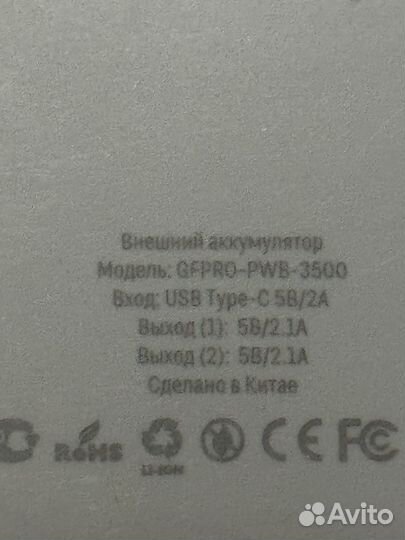 Внешний аккумулятор
Модель: GFPRO-PWB-3500
Вход: USB Type-C 5В/2А
Выход (1): 5В/2.1А
Выход (2): 5В/2.1А
Сделано в Китае
RoHS
CE FC
Avito